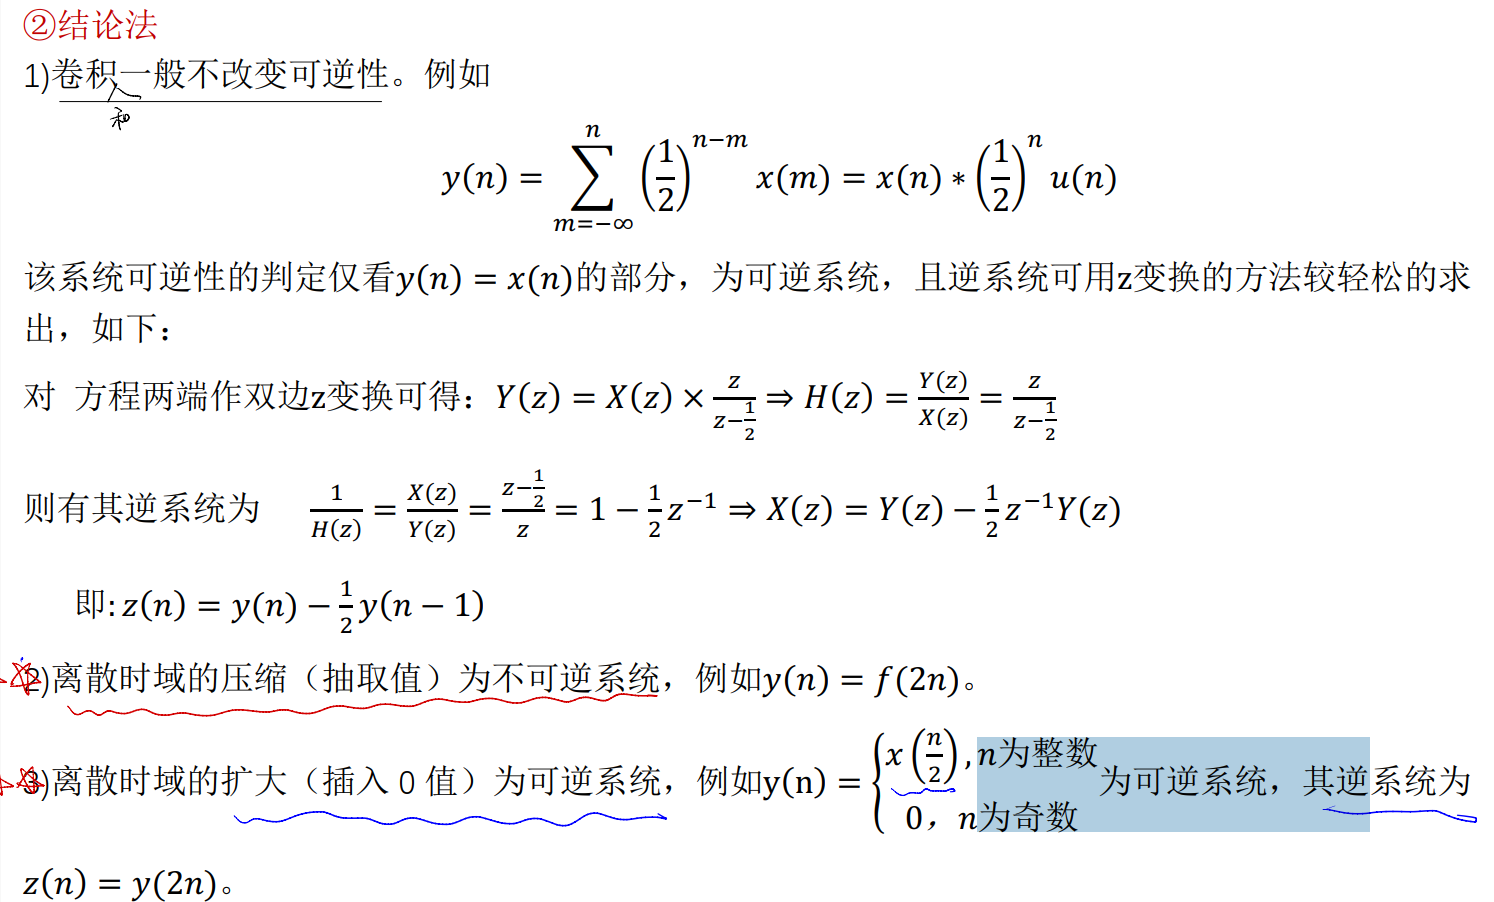 ②结论法
1)卷积一般不改变可逆性。例如
和
y(n) = ∑_{m=−∞}^{n} (1/2)^{n−m} x(m) = x(n) ∗ (1/2)^n u(n)
该系统可逆性的判定仅看y(n) = x(n)的部分，为可逆系统，且逆系统可用z变换的方法较轻松的求
出，如下：
对 方程两端作双边z变换可得：Y(z) = X(z) × z/(z−1/2) ⇒ H(z) = Y(z)/X(z) = z/(z−1/2)
则有其逆系统为 1/H(z) = X(z)/Y(z) = (z−1/2)/z = 1 − 1/2 z⁻¹ ⇒ X(z) = Y(z) − 1/2 z⁻¹Y(z)
即: z(n) = y(n) − 1/2 y(n − 1)
2)离散时域的压缩（抽取值）为不可逆系统，例如y(n) = f(2n)。
3)离散时域的扩大（插入 0 值）为可逆系统，例如y(n) = { x(n/2), n为整数 ; 0，n为奇数 为可逆系统，其逆系统为
z(n) = y(2n)。